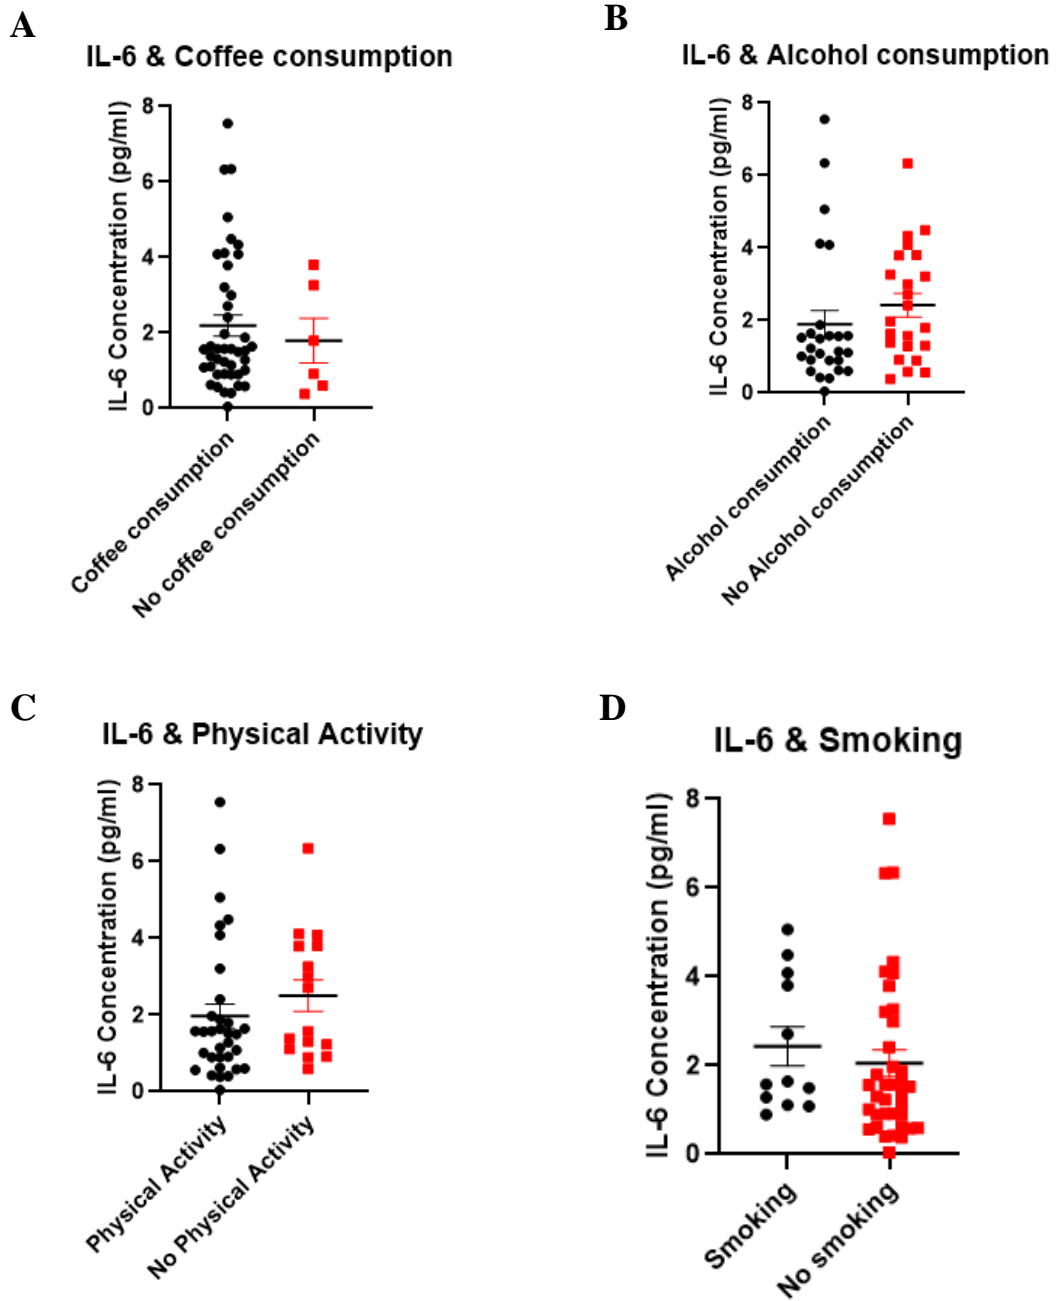 A
IL-6 & Coffee consumption
IL-6 Concentration (pg/ml)
8
6
4
2
0
Coffee consumption
No coffee consumption
B
IL-6 & Alcohol consumption
IL-6 Concentration (pg/ml)
8
6
4
2
0
Alcohol consumption
No Alcohol consumption
C
IL-6 & Physical Activity
IL-6 Concentration (pg/ml)
8
6
4
2
0
Physical Activity
No Physical Activity
D
IL-6 & Smoking
IL-6 Concentration (pg/ml)
8
6
4
2
0
Smoking
No smoking